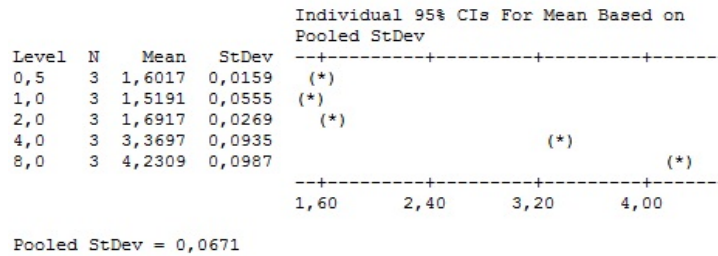 Individual 95% CIs For Mean Based on
Pooled StDev
Level  N    Mean   StDev  --+---------+---------+---------+------
0,5    3  1,6017  0,0159   (*)
1,0    3  1,5191  0,0555  (*)
2,0    3  1,6917  0,0269    (*)
4,0    3  3,3697  0,0935                         (*)
8,0    3  4,2309  0,0987                                    (*)
--+---------+---------+---------+------
1,60      2,40      3,20      4,00
Pooled StDev = 0,0671